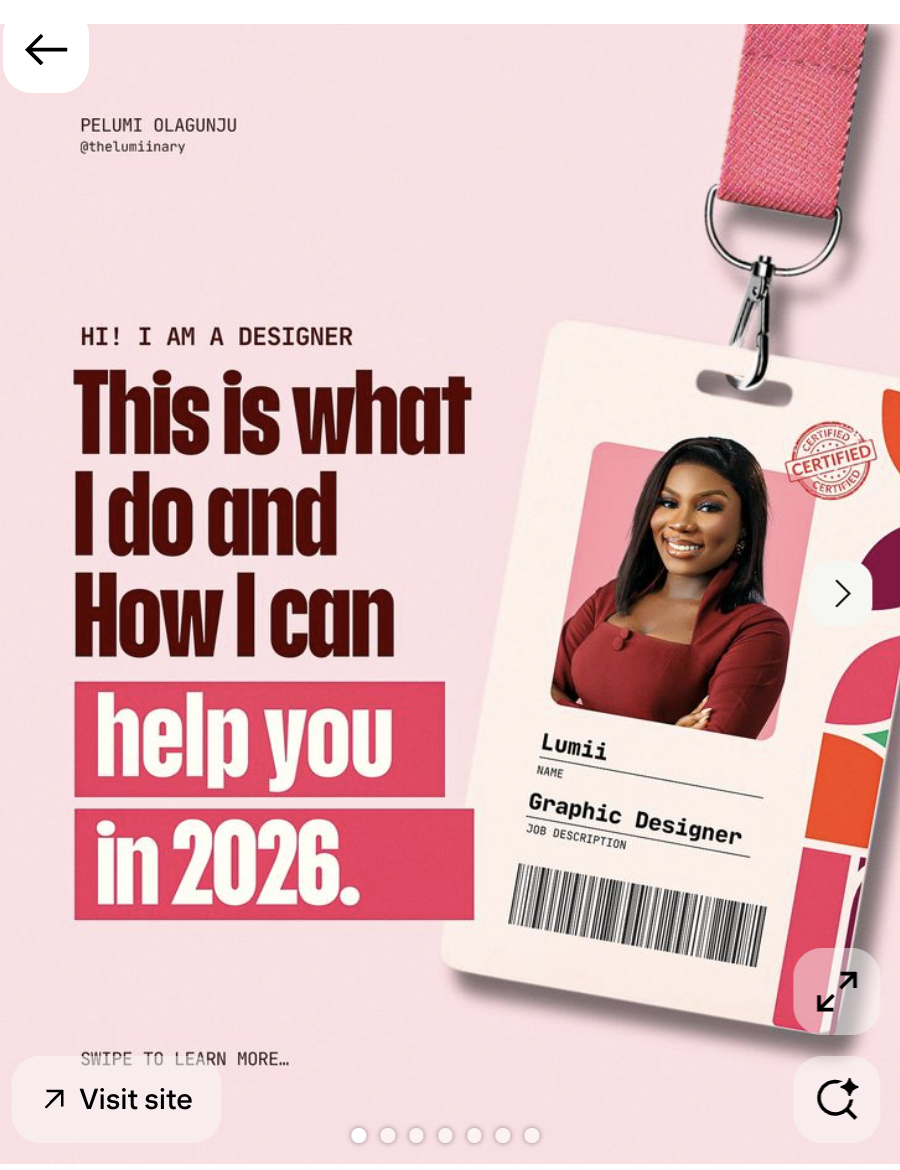 PELUMI OLAGUNJU
@thelumiinary
HI! I AM A DESIGNER
This is what
I do and
How I can
help you
in 2026.
CERTIFIED
CERTIFIED
CERTIFIED
Lumii
NAME
Graphic Designer
JOB DESCRIPTION
SWIPE TO LEARN MORE…
Visit site